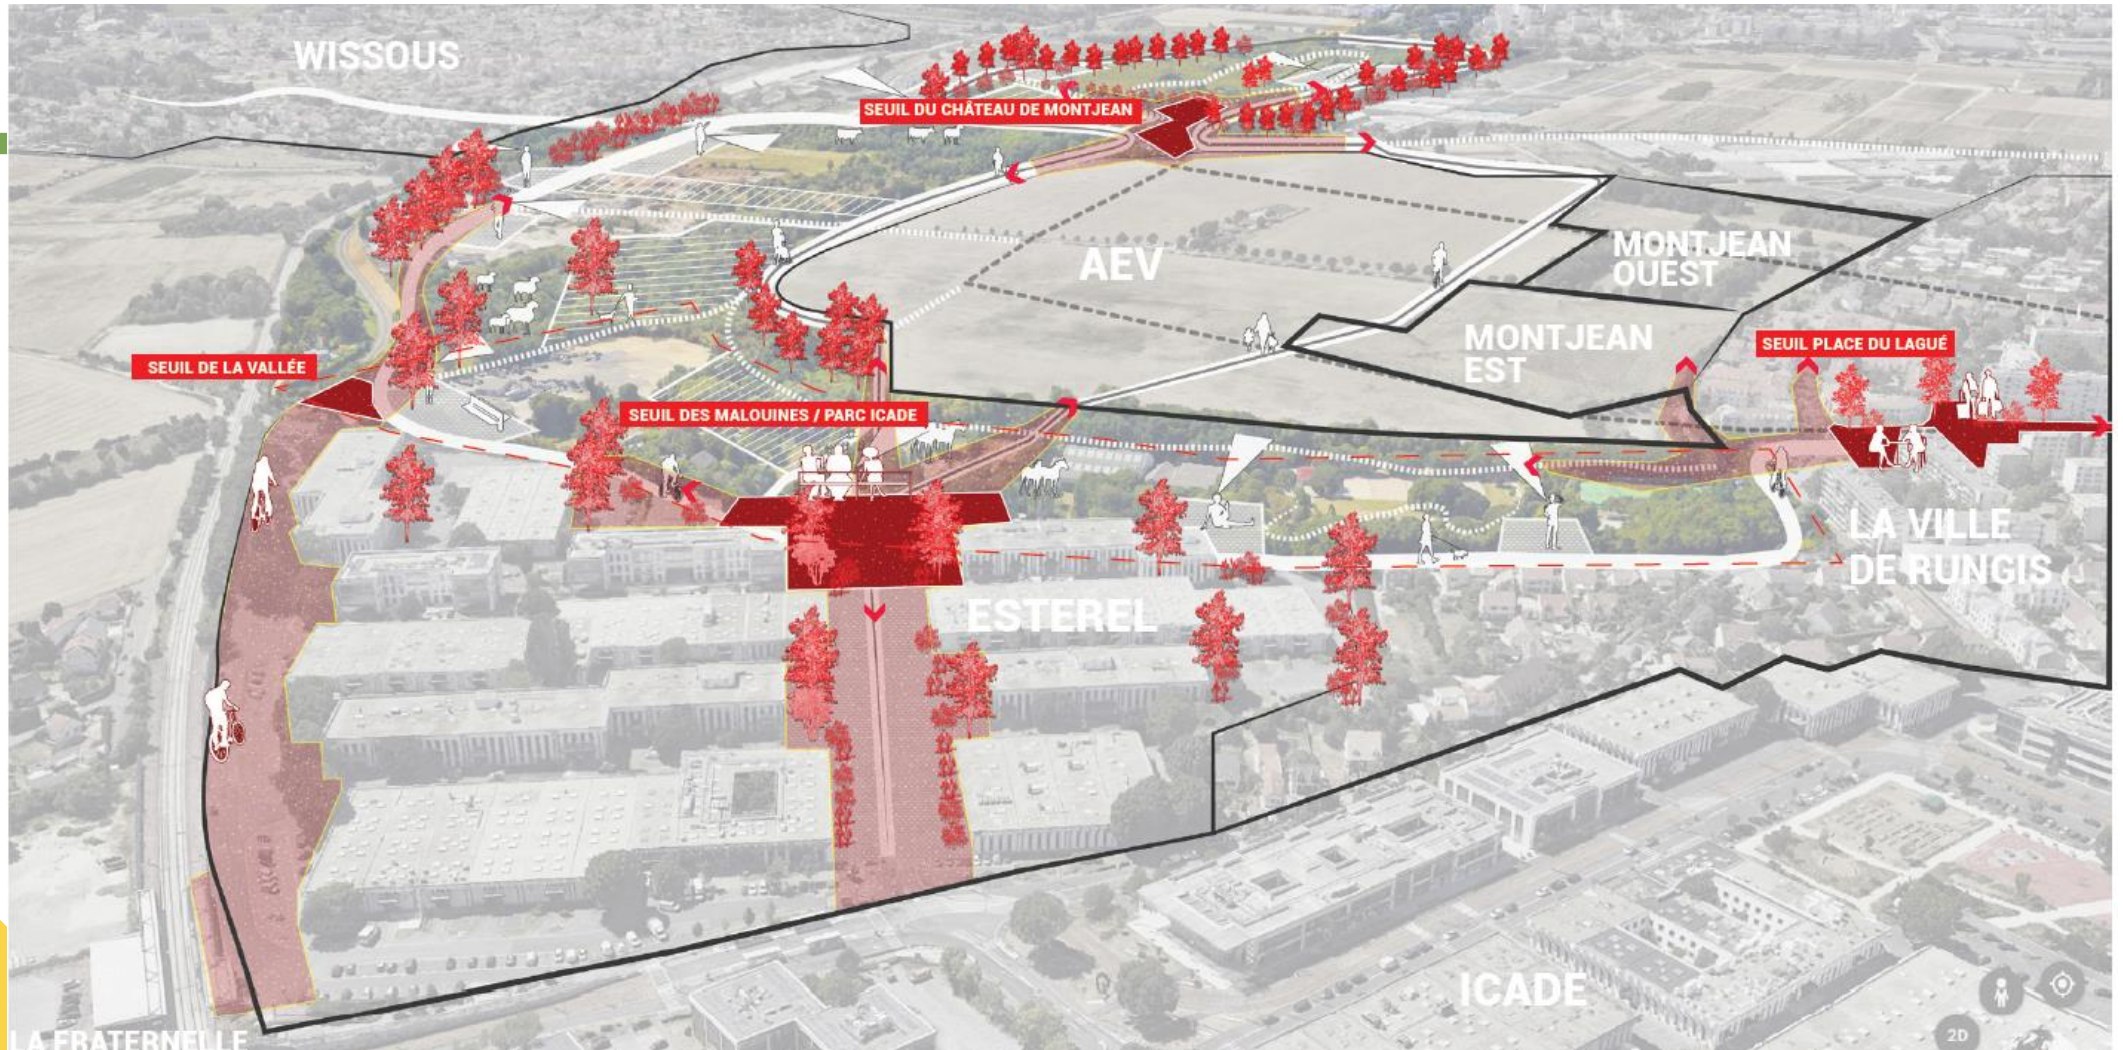 WISSOUS
SEUIL DU CHÂTEAU DE MONTJEAN
AEV
MONTJEAN
OUEST
MONTJEAN
EST
SEUIL PLACE DU LAGUÉ
SEUIL DE LA VALLÉE
SEUIL DES MALOUINES / PARC ICADE
LA VILLE
DE RUNGIS
ESTEREL
ICADE
2D
LA FRATERNELLE